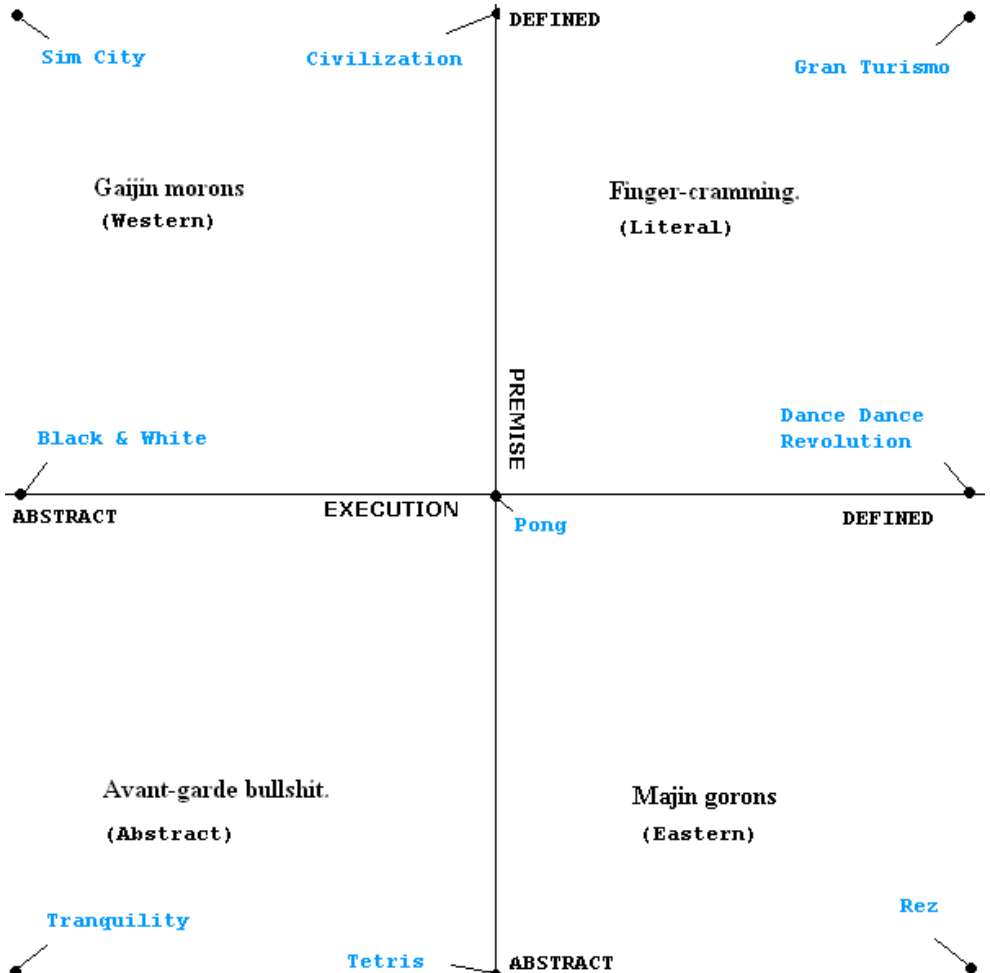 DEFINED
Sim City
Civilization
Gran Turismo
Gaijin morons
(Western)
Finger-cramming.
(Literal)
PREMISE
Black & White
Dance Dance
Revolution
ABSTRACT
EXECUTION
Pong
DEFINED
Avant-garde bullshit.
(Abstract)
Majin gorons
(Eastern)
Tranquility
Rez
Tetris
ABSTRACT